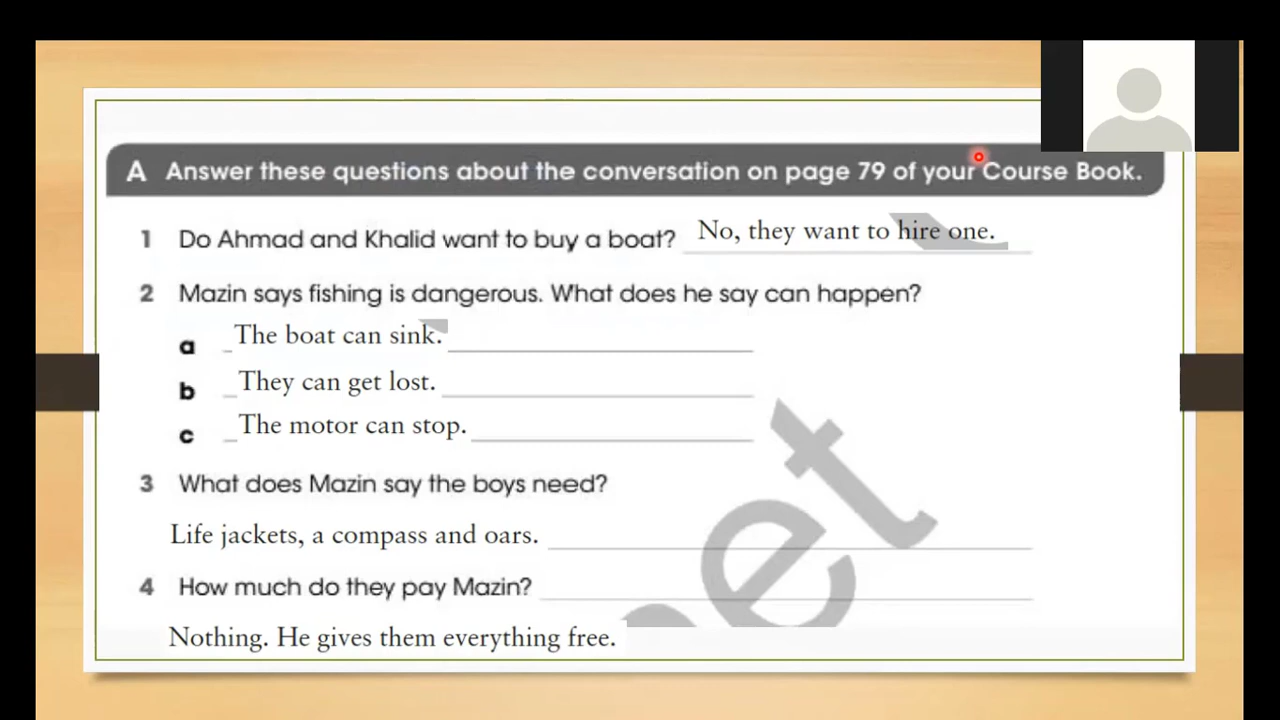 A Answer these questions about the conversation on page 79 of your Course Book.
1 Do Ahmad and Khalid want to buy a boat? No, they want to hire one.
2 Mazin says fishing is dangerous. What does he say can happen?
a The boat can sink.
b They can get lost.
c The motor can stop.
3 What does Mazin say the boys need?
Life jackets, a compass and oars.
4 How much do they pay Mazin?
Nothing. He gives them everything free.
et